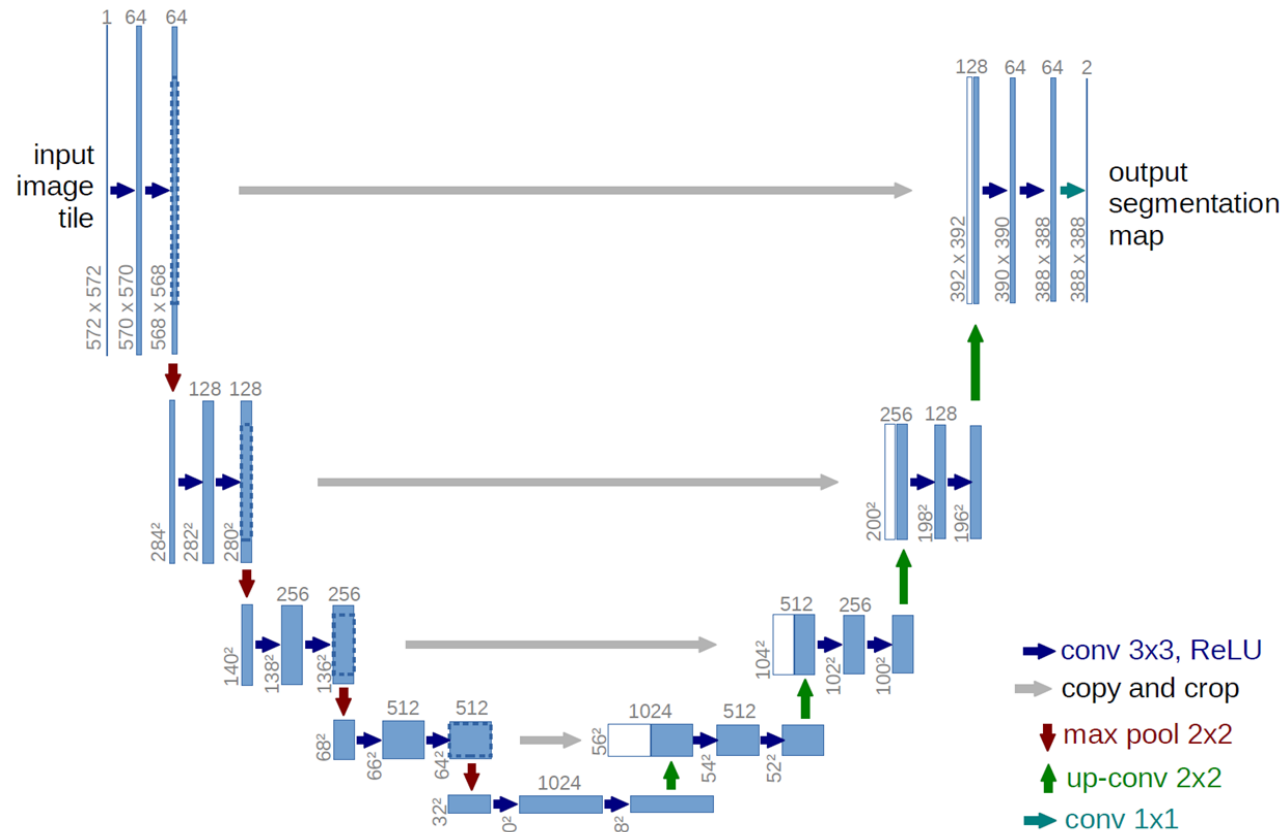 1 64 64
input
image
tile
572 x 572
570 x 570
568 x 568
128 64 64 2
output
segmentation
map
392 x 392
390 x 390
388 x 388
388 x 388
128 128
284²
282²
280²
256 128
200²
198²
196²
256 256
140²
138²
136²
512 256
104²
102²
100²
512 512
68²
66²
64²
1024 512
56²
54²
52²
1024
32²
0²
8²
conv 3x3, ReLU
copy and crop
max pool 2x2
up-conv 2x2
conv 1x1